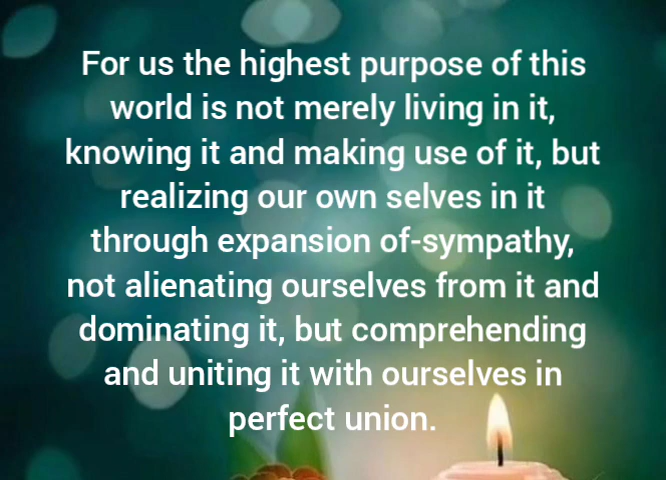 For us the highest purpose of this
world is not merely living in it,
knowing it and making use of it, but
realizing our own selves in it
through expansion of-sympathy,
not alienating ourselves from it and
dominating it, but comprehending
and uniting it with ourselves in
perfect union.